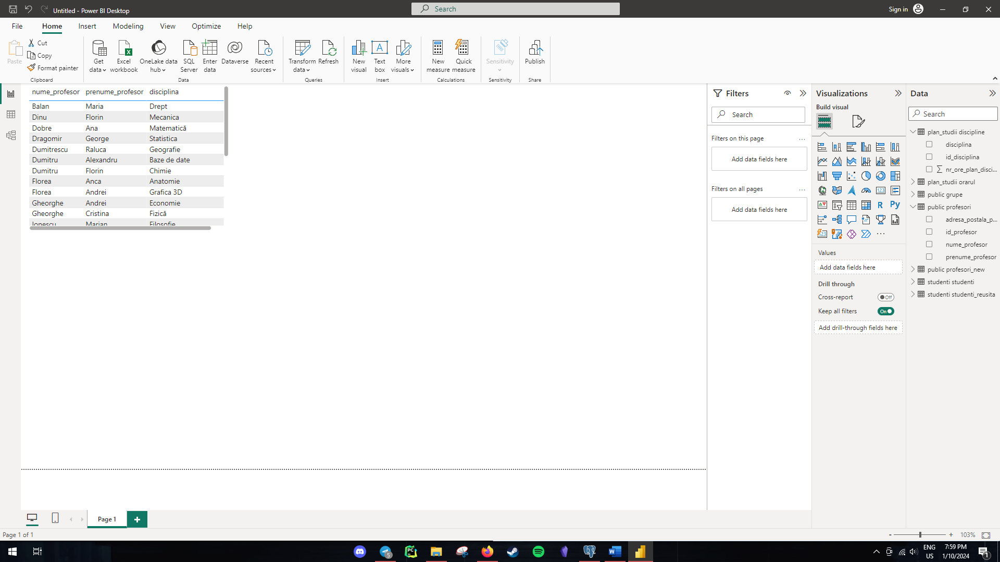 Untitled - Power BI Desktop
Search
Sign in
File Home Insert Modeling View Optimize Help
Paste
Cut
Copy
Format painter
Clipboard
Get data
Excel workbook
OneLake data hub
SQL Server
Enter data
Dataverse
Recent sources
Data
Transform data
Refresh
Queries
New visual
Text box
More visuals
Insert
New measure
Quick measure
Calculations
Sensitivity
Sensitivity
Publish
Share
nume_profesor prenume_profesor disciplina
Balan Maria Drept
Dinu Florin Mecanica
Dobre Ana Matematică
Dragomir George Statistica
Dumitrescu Raluca Geografie
Dumitru Alexandru Baze de date
Dumitru Florin Chimie
Florea Anca Anatomie
Florea Andrei Grafica 3D
Gheorghe Andrei Economie
Gheorghe Cristina Fizică
Ionescu Marian Filosofie
Filters
Search
Filters on this page ...
Add data fields here
Filters on all pages ...
Add data fields here
Visualizations
Build visual
123
R Py
123
...
Values
Add data fields here
Drill through
Cross-report Off
Keep all filters On
Add drill-through fields here
Data
Search
plan_studii discipline
disciplina
id_disciplina
∑ nr_ore_plan_disci...
plan_studii orarul
public grupe
public profesori
adresa_postala_p...
id_profesor
nume_profesor
prenume_profesor
public profesori_new
studenti studenti
studenti studenti_reusita
Page 1
+
Page 1 of 1
- + 103%
5
PC
W
ENG
US
7:59 PM
1/10/2024
1